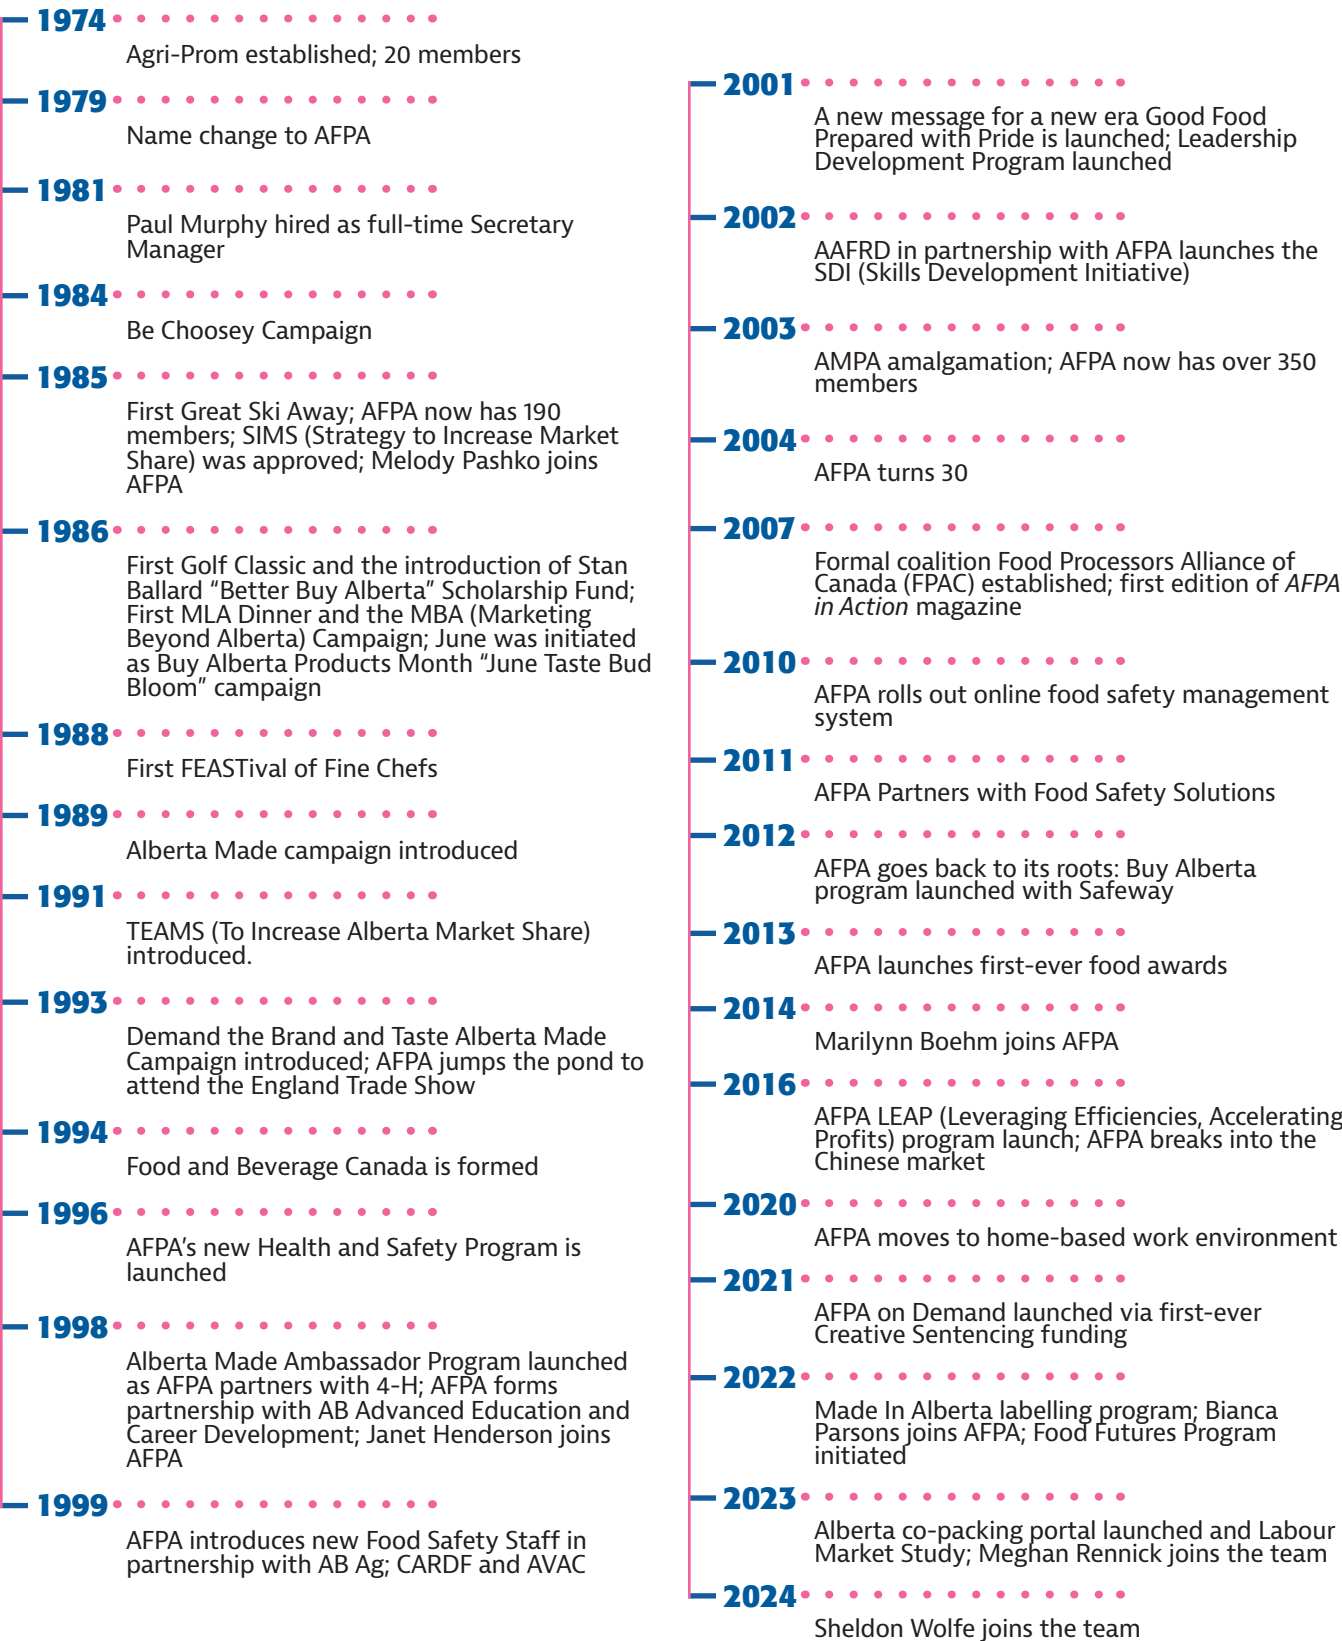 1974
Agri-Prom established; 20 members
1979
Name change to AFPA
1981
Paul Murphy hired as full-time Secretary
Manager
1984
Be Choosey Campaign
1985
First Great Ski Away; AFPA now has 190
members; SIMS (Strategy to Increase Market
Share) was approved; Melody Pashko joins
AFPA
1986
First Golf Classic and the introduction of Stan
Ballard “Better Buy Alberta” Scholarship Fund;
First MLA Dinner and the MBA (Marketing
Beyond Alberta) Campaign; June was initiated
as Buy Alberta Products Month “June Taste Bud
Bloom” campaign
1988
First FEASTival of Fine Chefs
1989
Alberta Made campaign introduced
1991
TEAMS (To Increase Alberta Market Share)
introduced.
1993
Demand the Brand and Taste Alberta Made
Campaign introduced; AFPA jumps the pond to
attend the England Trade Show
1994
Food and Beverage Canada is formed
1996
AFPA’s new Health and Safety Program is
launched
1998
Alberta Made Ambassador Program launched
as AFPA partners with 4-H; AFPA forms
partnership with AB Advanced Education and
Career Development; Janet Henderson joins
AFPA
1999
AFPA introduces new Food Safety Staff in
partnership with AB Ag; CARDF and AVAC
2001
A new message for a new era Good Food
Prepared with Pride is launched; Leadership
Development Program launched
2002
AAFRD in partnership with AFPA launches the
SDI (Skills Development Initiative)
2003
AMPA amalgamation; AFPA now has over 350
members
2004
AFPA turns 30
2007
Formal coalition Food Processors Alliance of
Canada (FPAC) established; first edition of AFPA
in Action magazine
2010
AFPA rolls out online food safety management
system
2011
AFPA Partners with Food Safety Solutions
2012
AFPA goes back to its roots: Buy Alberta
program launched with Safeway
2013
AFPA launches first-ever food awards
2014
Marilynn Boehm joins AFPA
2016
AFPA LEAP (Leveraging Efficiencies, Accelerating
Profits) program launch; AFPA breaks into the
Chinese market
2020
AFPA moves to home-based work environment
2021
AFPA on Demand launched via first-ever
Creative Sentencing funding
2022
Made In Alberta labelling program; Bianca
Parsons joins AFPA; Food Futures Program
initiated
2023
Alberta co-packing portal launched and Labour
Market Study; Meghan Rennick joins the team
2024
Sheldon Wolfe joins the team